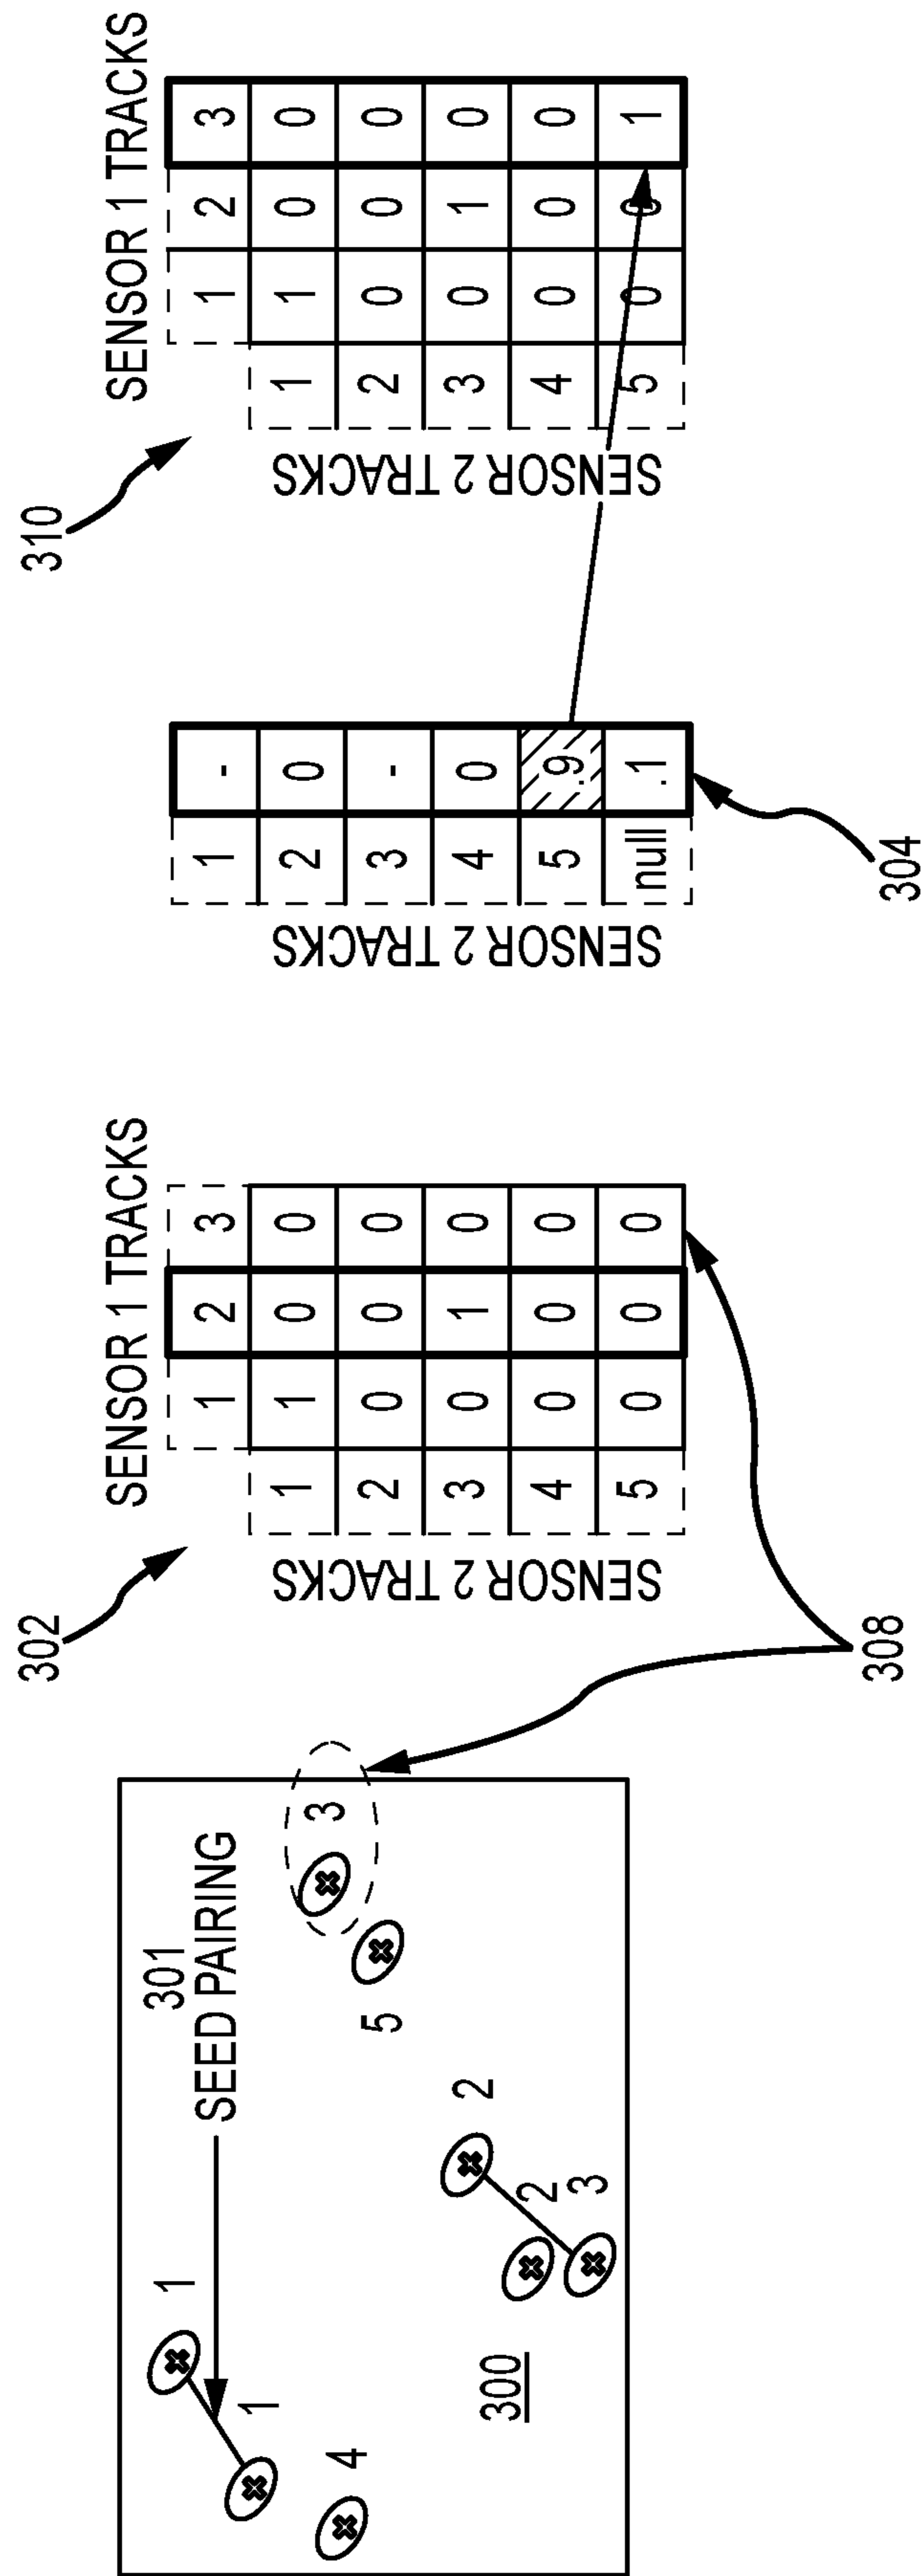 301
SEED PAIRING
1
1
4
3
5
2
2
3
300
302
SENSOR 1 TRACKS
SENSOR 2 TRACKS
1 2 3
1 1 0 0
2 0 0 0
3 0 1 0
4 0 0 0
5 0 0 0
308
SENSOR 2 TRACKS
1 -
2 0
3 -
4 0
5 .9
null .1
304
310
SENSOR 1 TRACKS
SENSOR 2 TRACKS
1 2 3
1 1 0 0
2 0 0 0
3 0 1 0
4 0 0 0
5 0 0 1